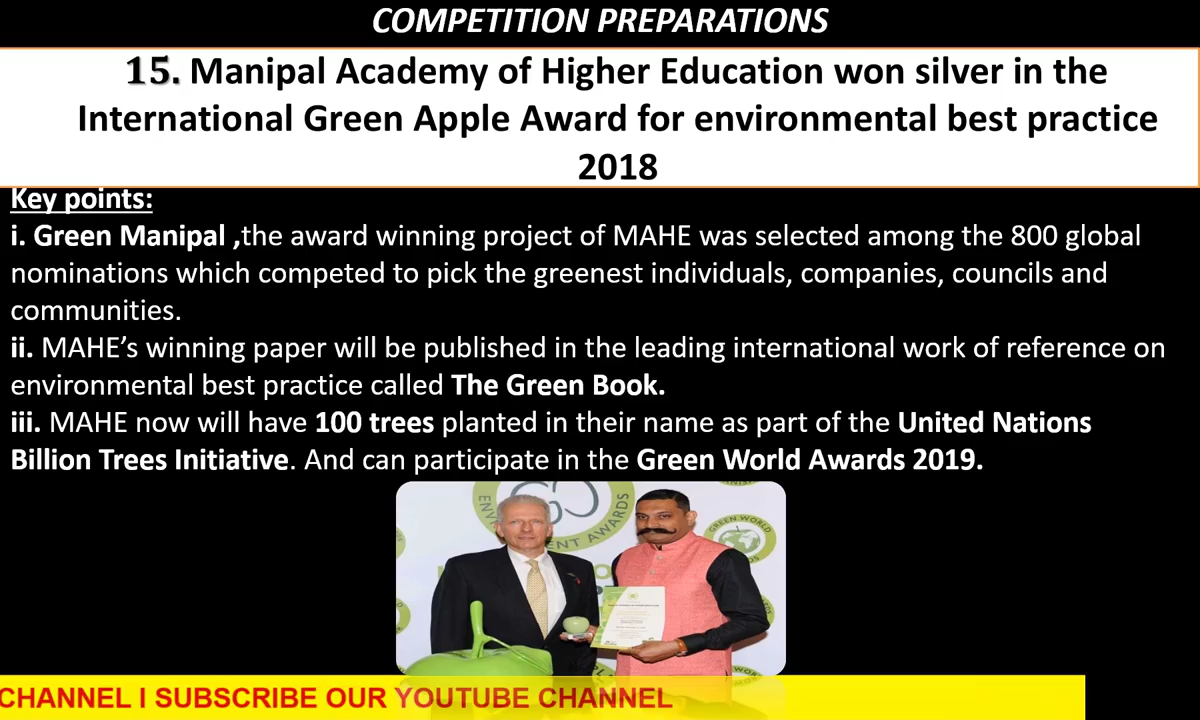 COMPETITION PREPARATIONS
15. Manipal Academy of Higher Education won silver in the
International Green Apple Award for environmental best practice
2018
Key points:
i. Green Manipal ,the award winning project of MAHE was selected among the 800 global
nominations which competed to pick the greenest individuals, companies, councils and
communities.
ii. MAHE’s winning paper will be published in the leading international work of reference on
environmental best practice called The Green Book.
iii. MAHE now will have 100 trees planted in their name as part of the United Nations
Billion Trees Initiative. And can participate in the Green World Awards 2019.
GREEN WORLD
CHANNEL I SUBSCRIBE OUR YOUTUBE CHANNEL